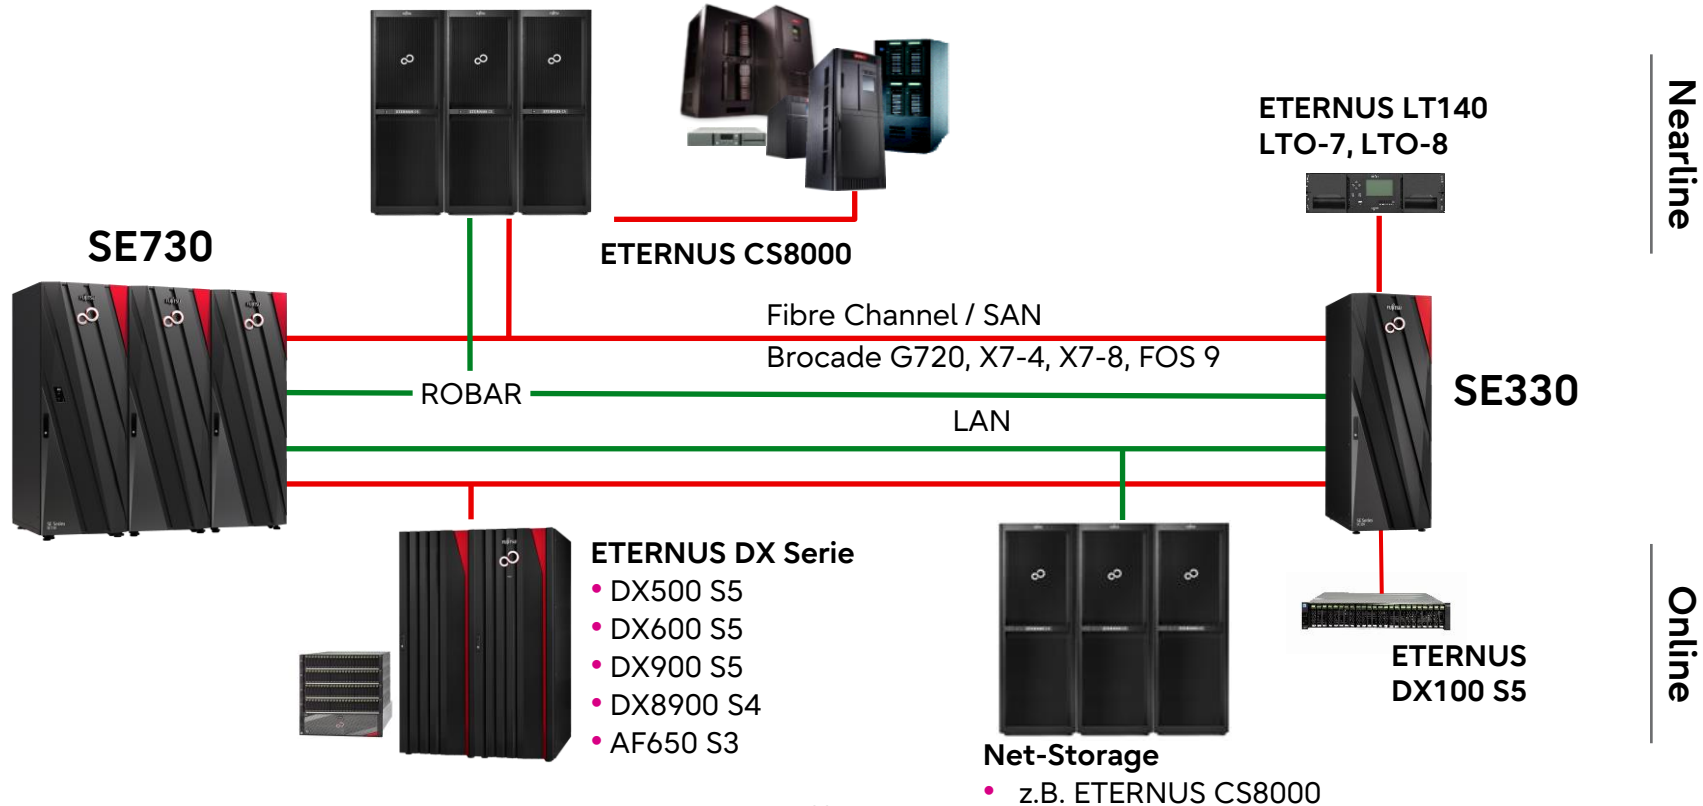 ETERNUS LT140
LTO-7, LTO-8
Nearline
SE730
ETERNUS CS8000
Fibre Channel / SAN
Brocade G720, X7-4, X7-8, FOS 9
ROBAR
LAN
SE330
ETERNUS DX Serie
• DX500 S5
• DX600 S5
• DX900 S5
• DX8900 S4
• AF650 S3
ETERNUS
DX100 S5
Online
Net-Storage
• z.B. ETERNUS CS8000